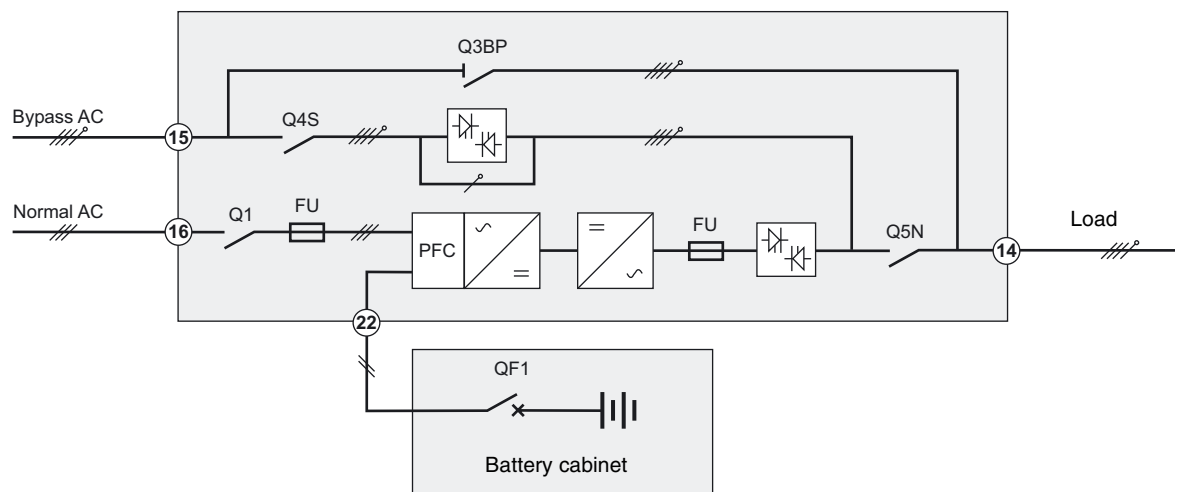 Q3BP
Bypass AC
15
Q4S
Normal AC
16
Q1
FU
PFC
FU
Q5N
14
Load
22
QF1
Battery cabinet